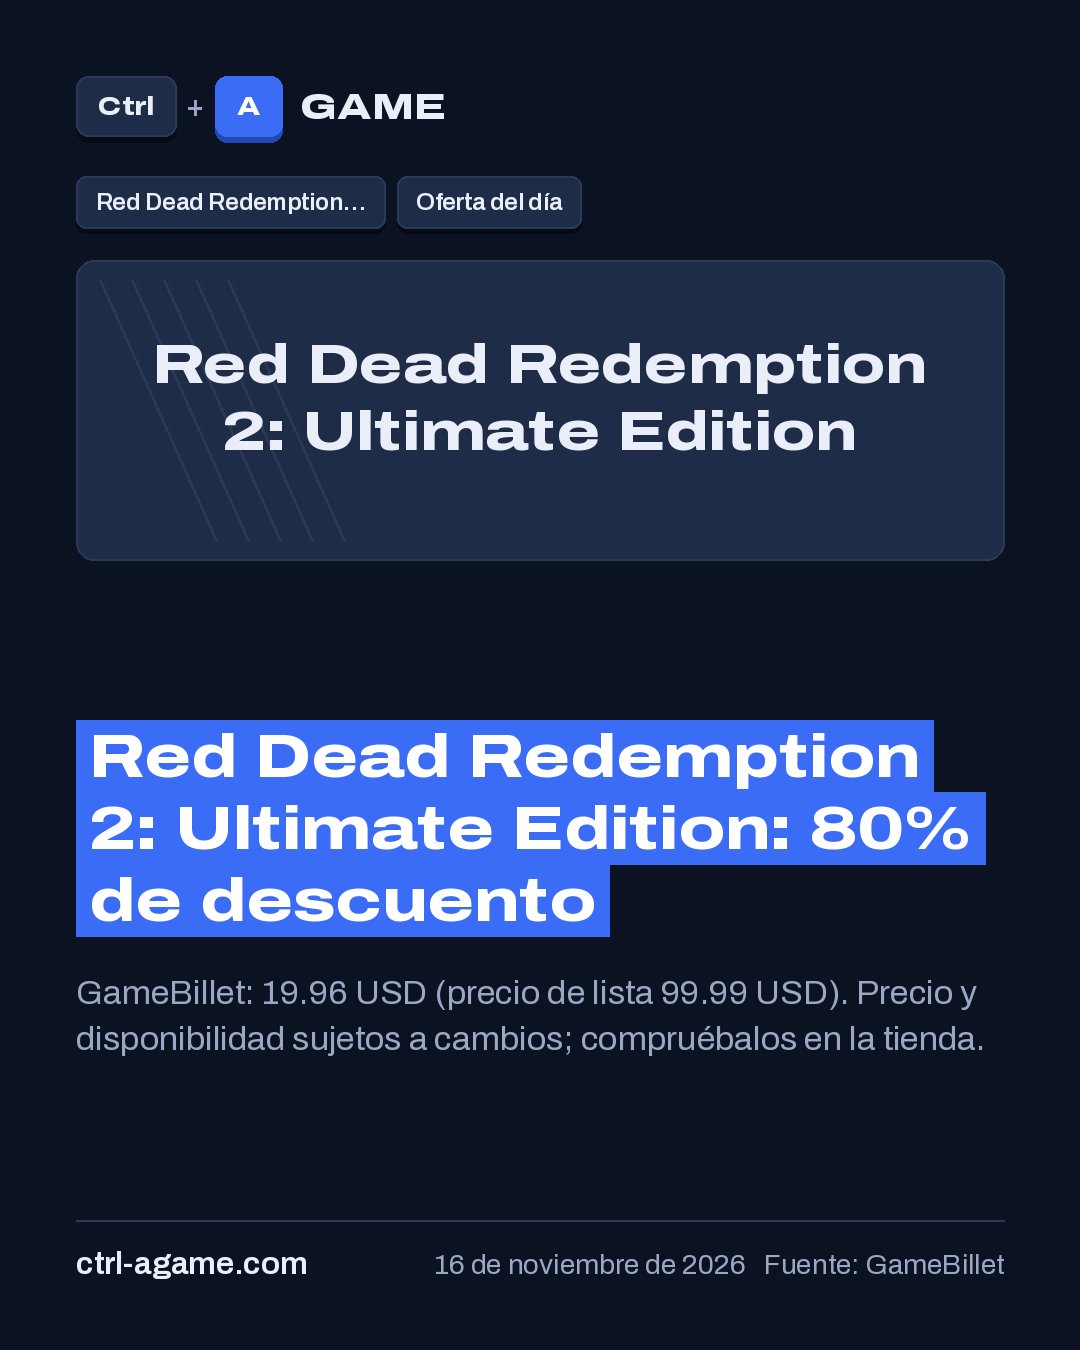 Ctrl + A GAME
Red Dead Redemption... Oferta del día
Red Dead Redemption
2: Ultimate Edition
Red Dead Redemption
2: Ultimate Edition: 80%
de descuento
GameBillet: 19.96 USD (precio de lista 99.99 USD). Precio y
disponibilidad sujetos a cambios; compruébalos en la tienda.
ctrl-agame.com 16 de noviembre de 2026 Fuente: GameBillet